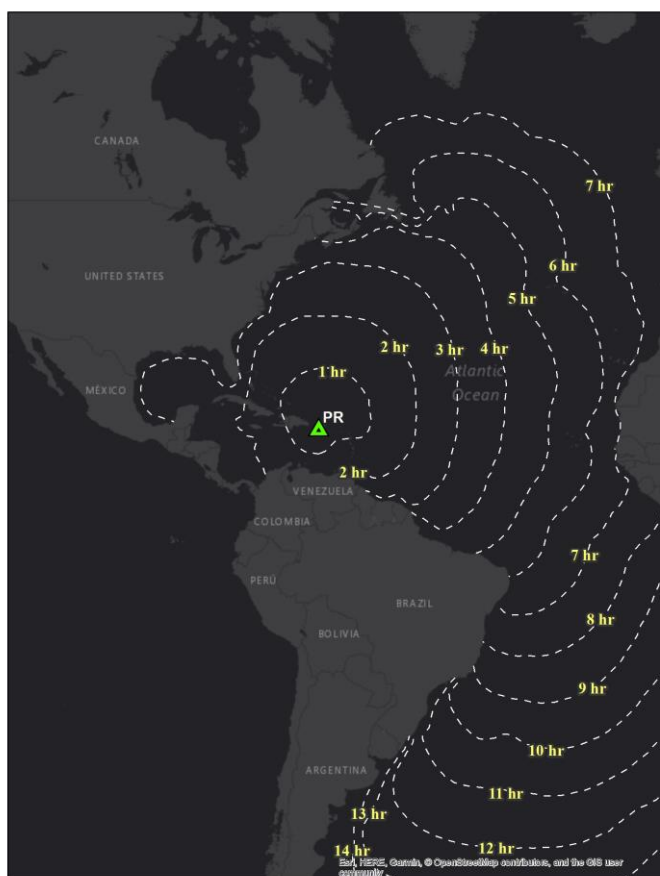 CANADA
7 hr
6 hr
UNITED STATES
5 hr
2 hr
3 hr
4 hr
1 hr
Atlantic
Ocean
MÉXICO
PR
2 hr
VENEZUELA
COLOMBIA
7 hr
PERÚ
BRAZIL
8 hr
BOLIVIA
9 hr
10 hr
ARGENTINA
11 hr
13 hr
12 hr
14 hr
Esri, HERE, Garmin, © OpenStreetMap contributors, and the GIS user
community